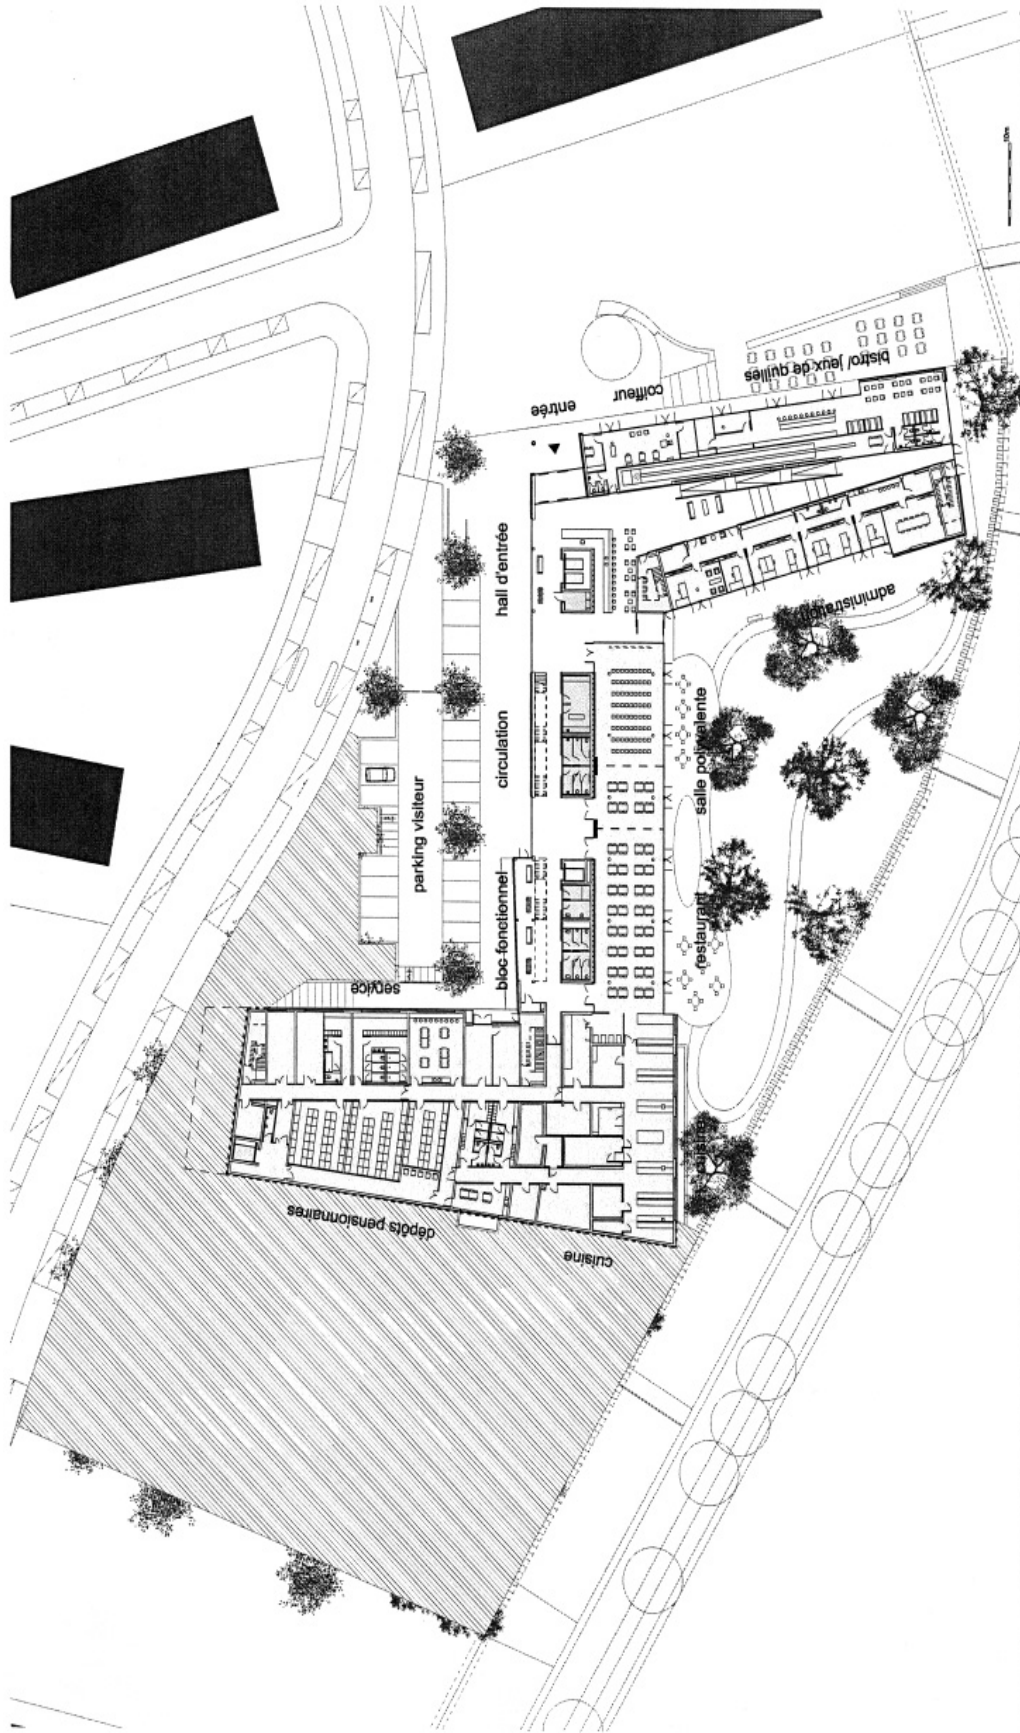 10m
bistro/ jeux de quilles
coiffeur
entrée
hall d'entrée
administration
circulation
salle polyvalente
parking visiteur
bloc fonctionnel
restaurant
service
dépôts pensionnaires
cuisine